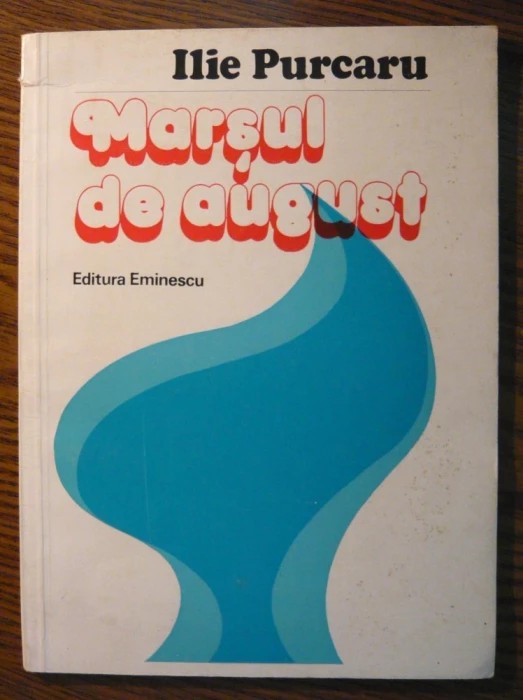 Ilie Purcaru
Marșul
de august
Editura Eminescu